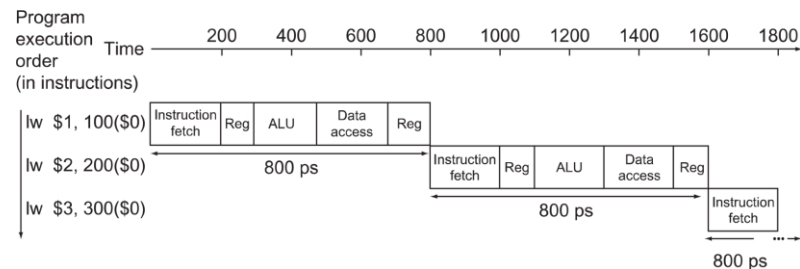 Program
execution
order
(in instructions)
Time
200 400 600 800 1000 1200 1400 1600 1800
lw $1, 100($0)
Instruction
fetch
Reg
ALU
Data
access
Reg
800 ps
lw $2, 200($0)
Instruction
fetch
Reg
ALU
Data
access
Reg
800 ps
lw $3, 300($0)
Instruction
fetch
...
800 ps